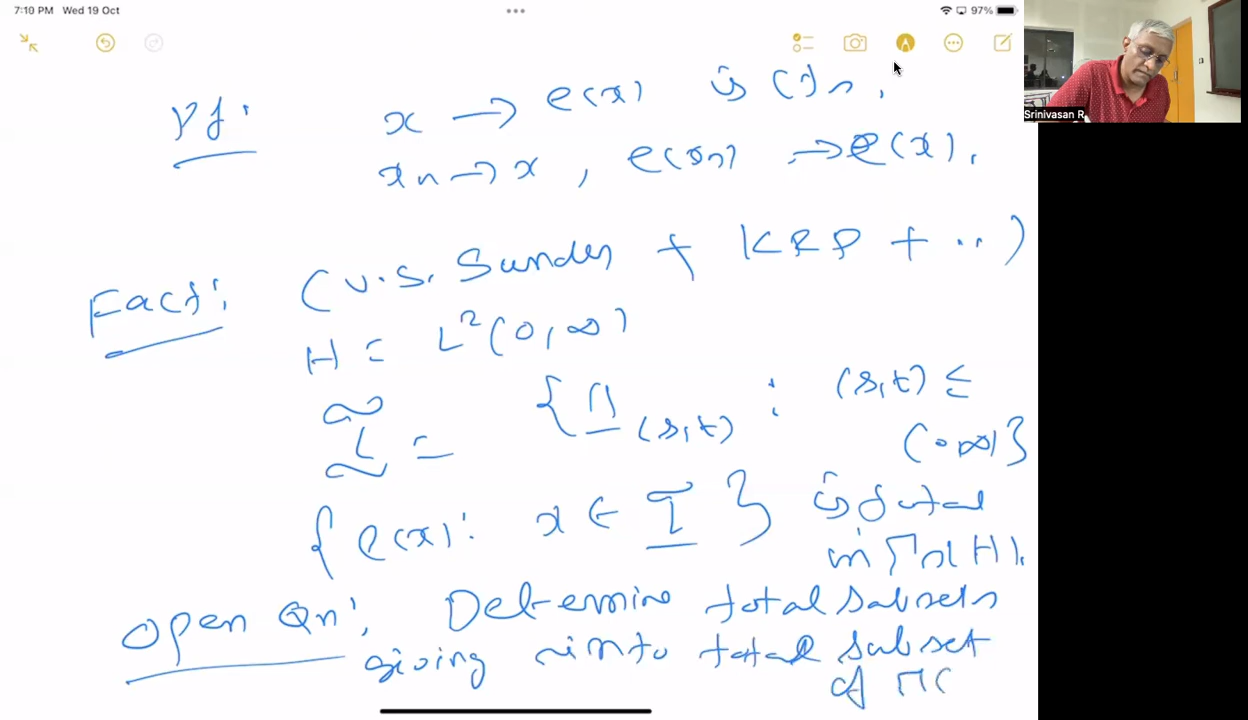 7:10 PM Wed 19 Oct
97%
Srinivasan R
Pf:
x → e(x) is cts.
xn → x, e(xn) → e(x).
Fact: (V.S. Sunder + KRP + ..)
H = L²(0,∞)
I = {1(s,t) : (s,t) ⊆
(0,∞)}
{e(x): x ∈ I} is total
in Γs(H).
Open Qn: Determine total subsets
giving rise to total subset
of Γ(